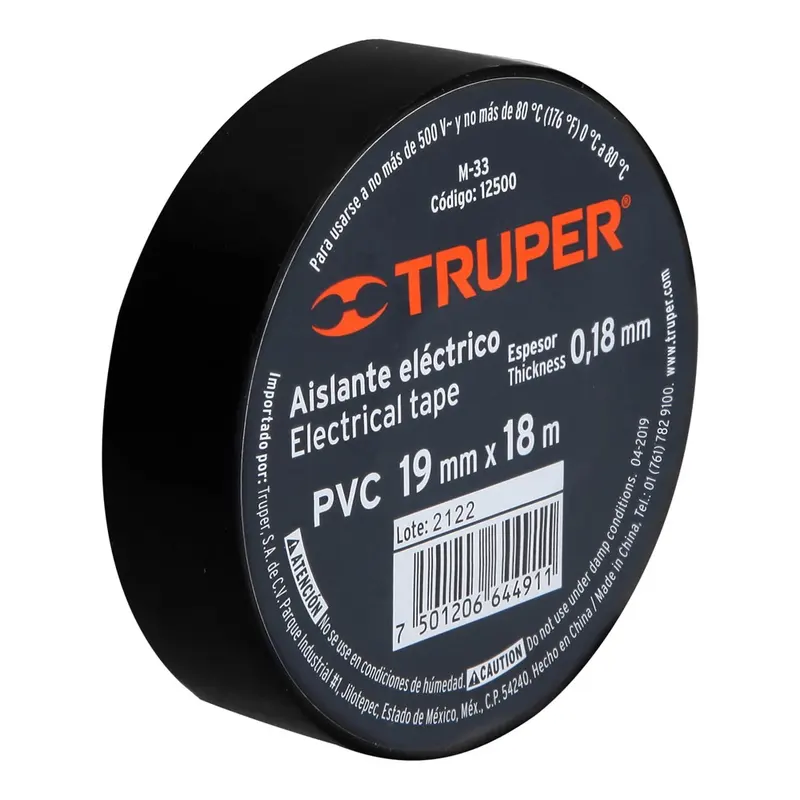 Para usarse a no más de 500 V~ y no más de 80 °C (176 °F) 0 °C a 80 °C
M-33
Código: 12500
TRUPER®
Aislante eléctrico
Electrical tape
Espesor
Thickness
0,18 mm
PVC 19 mm x 18 m
Lote: 2122
7 501206 644911
ATENCIÓN No se use en condiciones de húmedad. CAUTION Do not use under damp conditions. 04-2019
Importado por: Truper, S.A. de C.V. Parque Industrial #1, Jilotepec, Estado de México, Méx., C.P. 54240, Hecho en China / Made in China, Tel.: 01 (761) 782 9100. www.truper.com